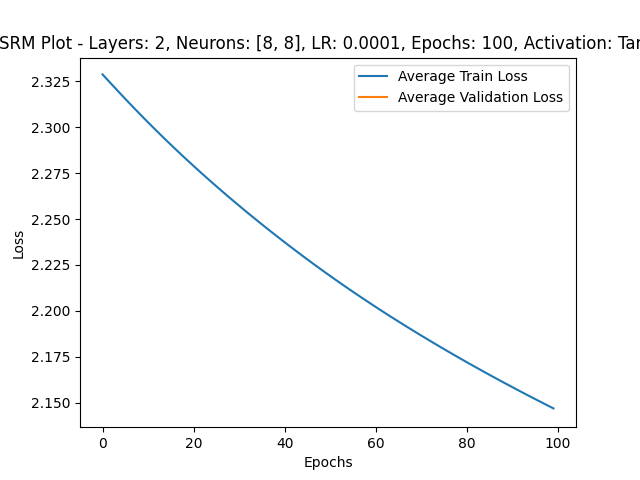 SRM Plot - Layers: 2, Neurons: [8, 8], LR: 0.0001, Epochs: 100, Activation: Tan
Average Train Loss
Average Validation Loss
2.325
2.300
2.275
2.250
2.225
2.200
2.175
2.150
Loss
0 20 40 60 80 100
Epochs